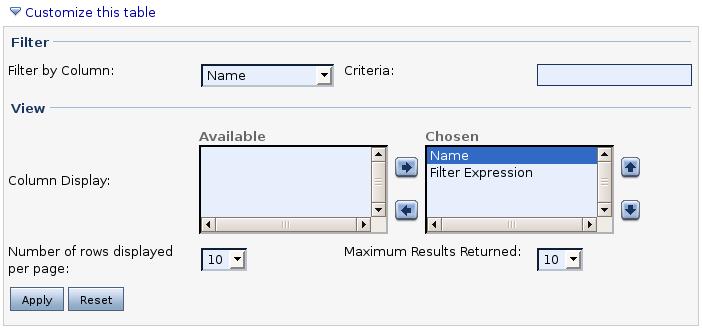 Customize this table
Filter
Filter by Column: Name Criteria:
View
Available Chosen
Name
Filter Expression
Column Display:
Number of rows displayed per page: 10 Maximum Results Returned: 10
Apply Reset